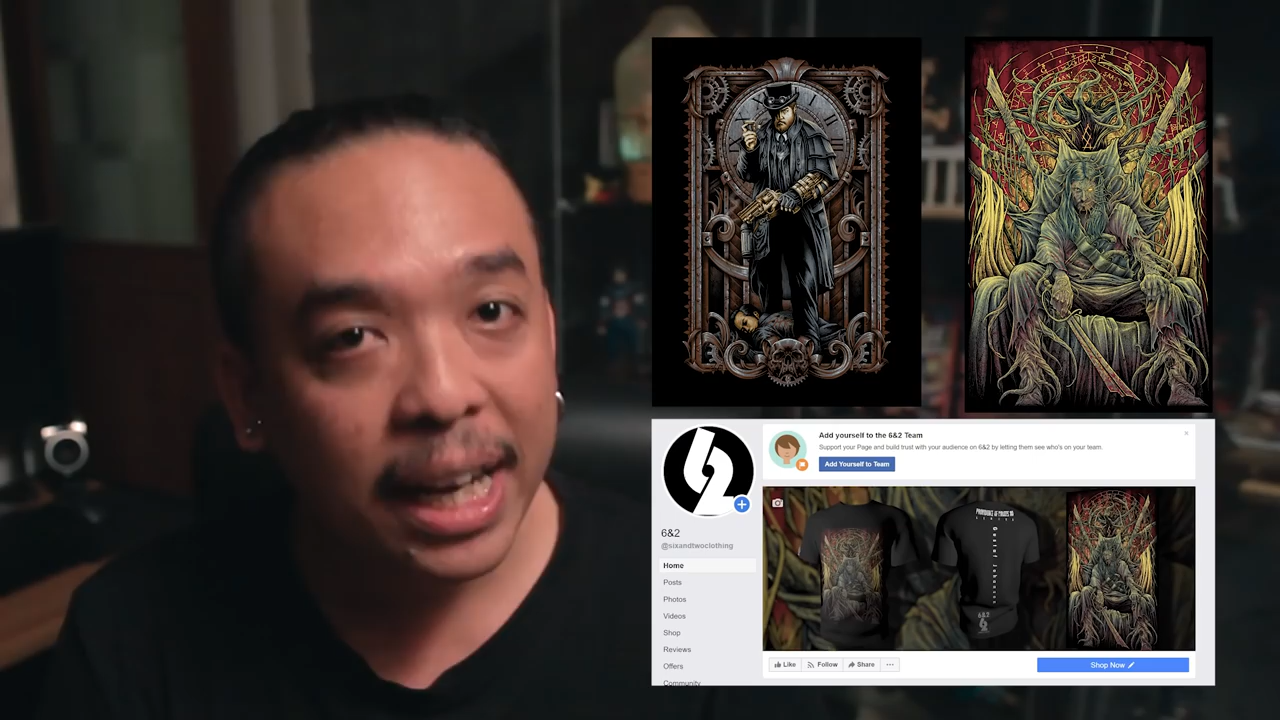 Add yourself to the 6&2 Team
Support your Page and build trust with your audience on 6&2 by letting them see who's on your team.
Add Yourself to Team
62
6&2
@sixandtwoclothing
Home
Posts
Photos
Videos
Shop
Reviews
Offers
Community
6&2
Like
Follow
Share
Shop Now